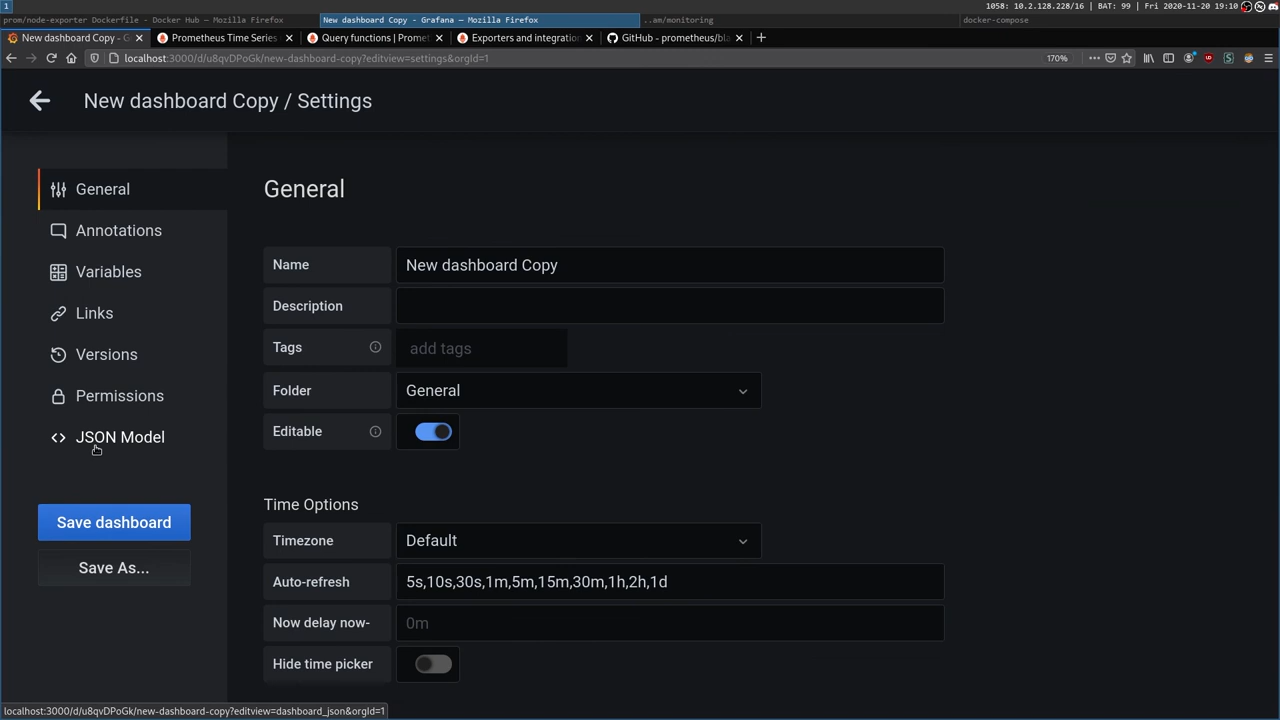 1
1058: 10.2.128.228/16 | BAT: 99 | Fri 2020-11-20 19:10
prom/node-exporter Dockerfile - Docker Hub — Mozilla Firefox
New dashboard Copy - Grafana — Mozilla Firefox
..am/monitoring
docker-compose
New dashboard Copy - G
Prometheus Time Series
Query functions | Promet
Exporters and integration
GitHub - prometheus/bla
localhost:3000/d/u8qvDPoGk/new-dashboard-copy?editview=settings&orgId=1
170%
New dashboard Copy / Settings
General
Annotations
Variables
Links
Versions
Permissions
JSON Model
Save dashboard
Save As...
General
Name
New dashboard Copy
Description
Tags
add tags
Folder
General
Editable
Time Options
Timezone
Default
Auto-refresh
5s,10s,30s,1m,5m,15m,30m,1h,2h,1d
Now delay now-
0m
Hide time picker
localhost:3000/d/u8qvDPoGk/new-dashboard-copy?editview=dashboard_json&orgId=1